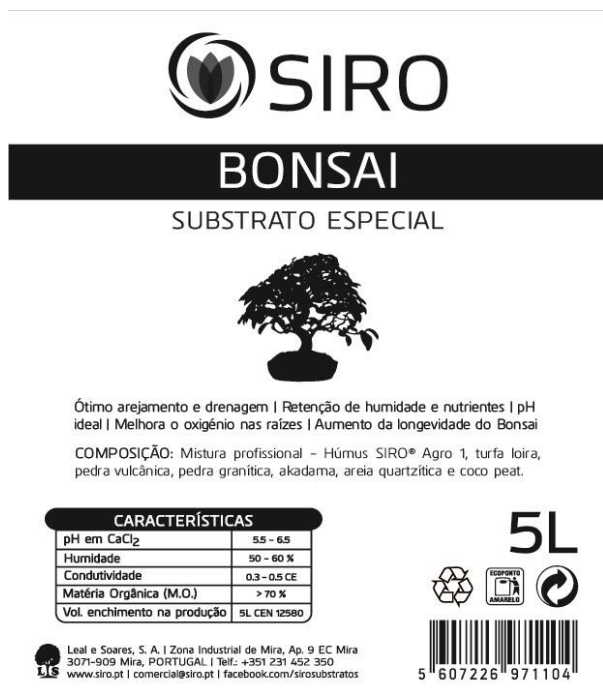 SIRO
BONSAI
SUBSTRATO ESPECIAL
Ótimo arejamento e drenagem | Retenção de humidade e nutrientes | pH
ideal | Melhora o oxigénio nas raízes | Aumento da longevidade do Bonsai
COMPOSIÇÃO: Mistura profissional – Húmus SIRO® Agro 1, turfa loira,
pedra vulcânica, pedra granítica, akadama, areia quartzítica e coco peat.
CARACTERÍSTICAS
pH em CaCl2 5.5 – 6.5
Humidade 50 – 60 %
Condutividade 0.3 – 0.5 CE
Matéria Orgânica (M.O.) > 70 %
Vol. enchimento na produção 5L CEN 12580
5L
ECOPONTO
AMARELO
LS
Leal e Soares, S. A. | Zona Industrial de Mira, Ap. 9 EC Mira
3071-909 Mira, PORTUGAL | Telf.: +351 231 452 350
www.siro.pt | comercial@siro.pt | facebook.com/sirosubstratos
5 607226 971104